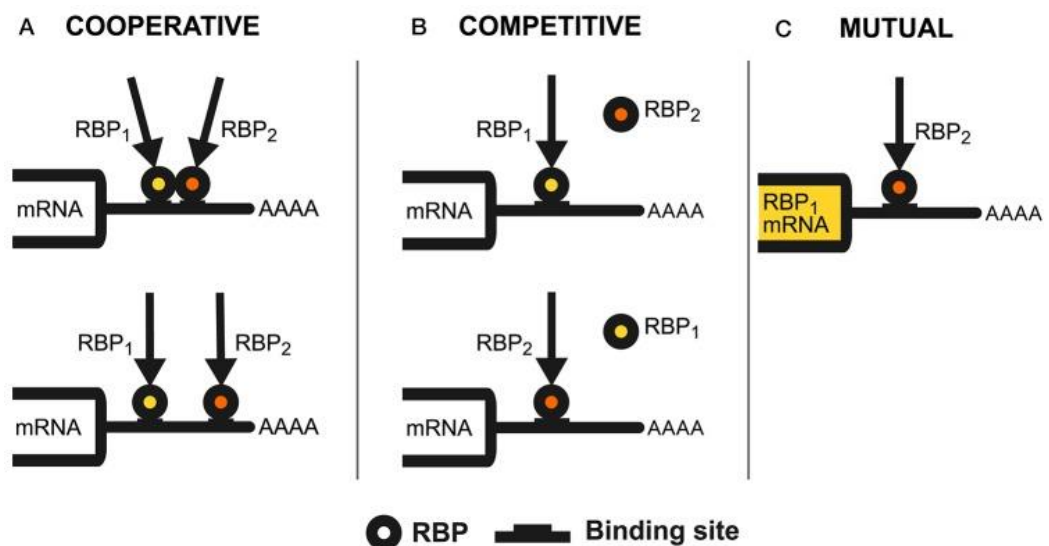 A COOPERATIVE
RBP1
RBP2
mRNA
AAAA
RBP1
RBP2
mRNA
AAAA
B COMPETITIVE
RBP2
RBP1
mRNA
AAAA
RBP1
RBP2
mRNA
AAAA
C MUTUAL
RBP2
RBP1
mRNA
AAAA
RBP
Binding site